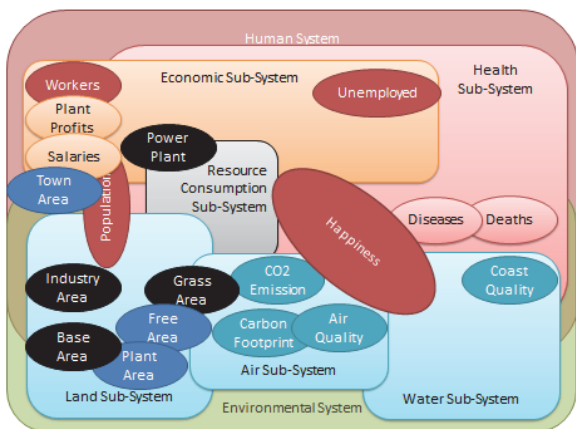 Human System
Economic Sub-System
Health
Sub-System
Workers
Unemployed
Plant
Profits
Power
Plant
Salaries
Resource
Consumption
Sub-System
Town
Area
Population
Happiness
Diseases
Deaths
Industry
Area
Grass
Area
CO2
Emission
Coast
Quality
Free
Area
Carbon
Footprint
Air
Quality
Base
Area
Plant
Area
Air Sub-System
Land Sub-System
Water Sub-System
Environmental System